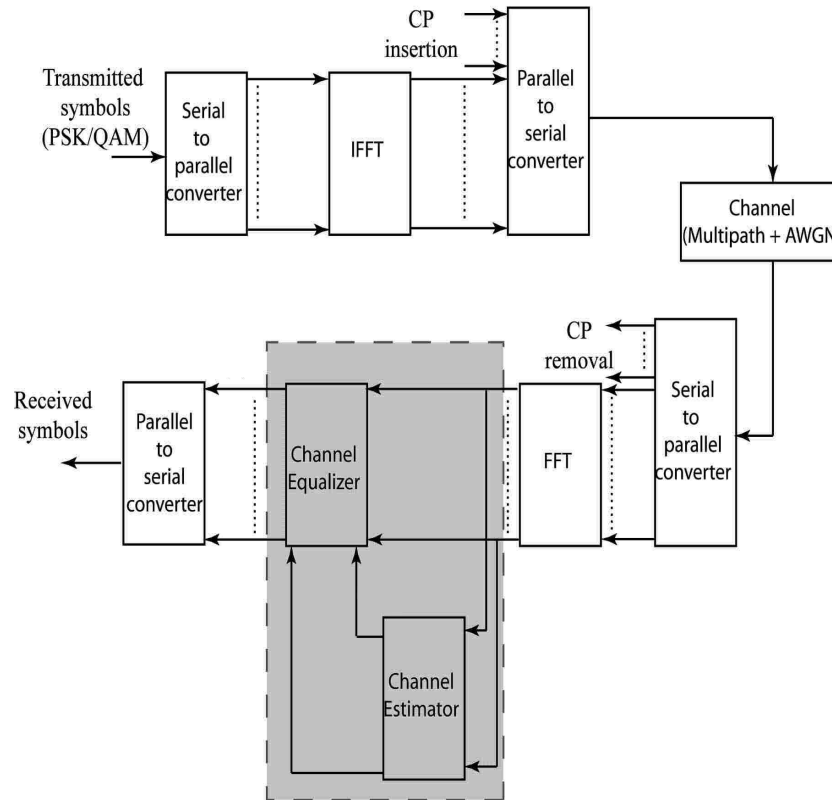 CP
insertion
Transmitted
symbols
(PSK/QAM)
Serial
to
parallel
converter
IFFT
Parallel
to
serial
converter
Channel
(Multipath + AWGN
CP
removal
Serial
to
parallel
converter
FFT
Channel
Equalizer
Parallel
to
serial
converter
Received
symbols
Channel
Estimator